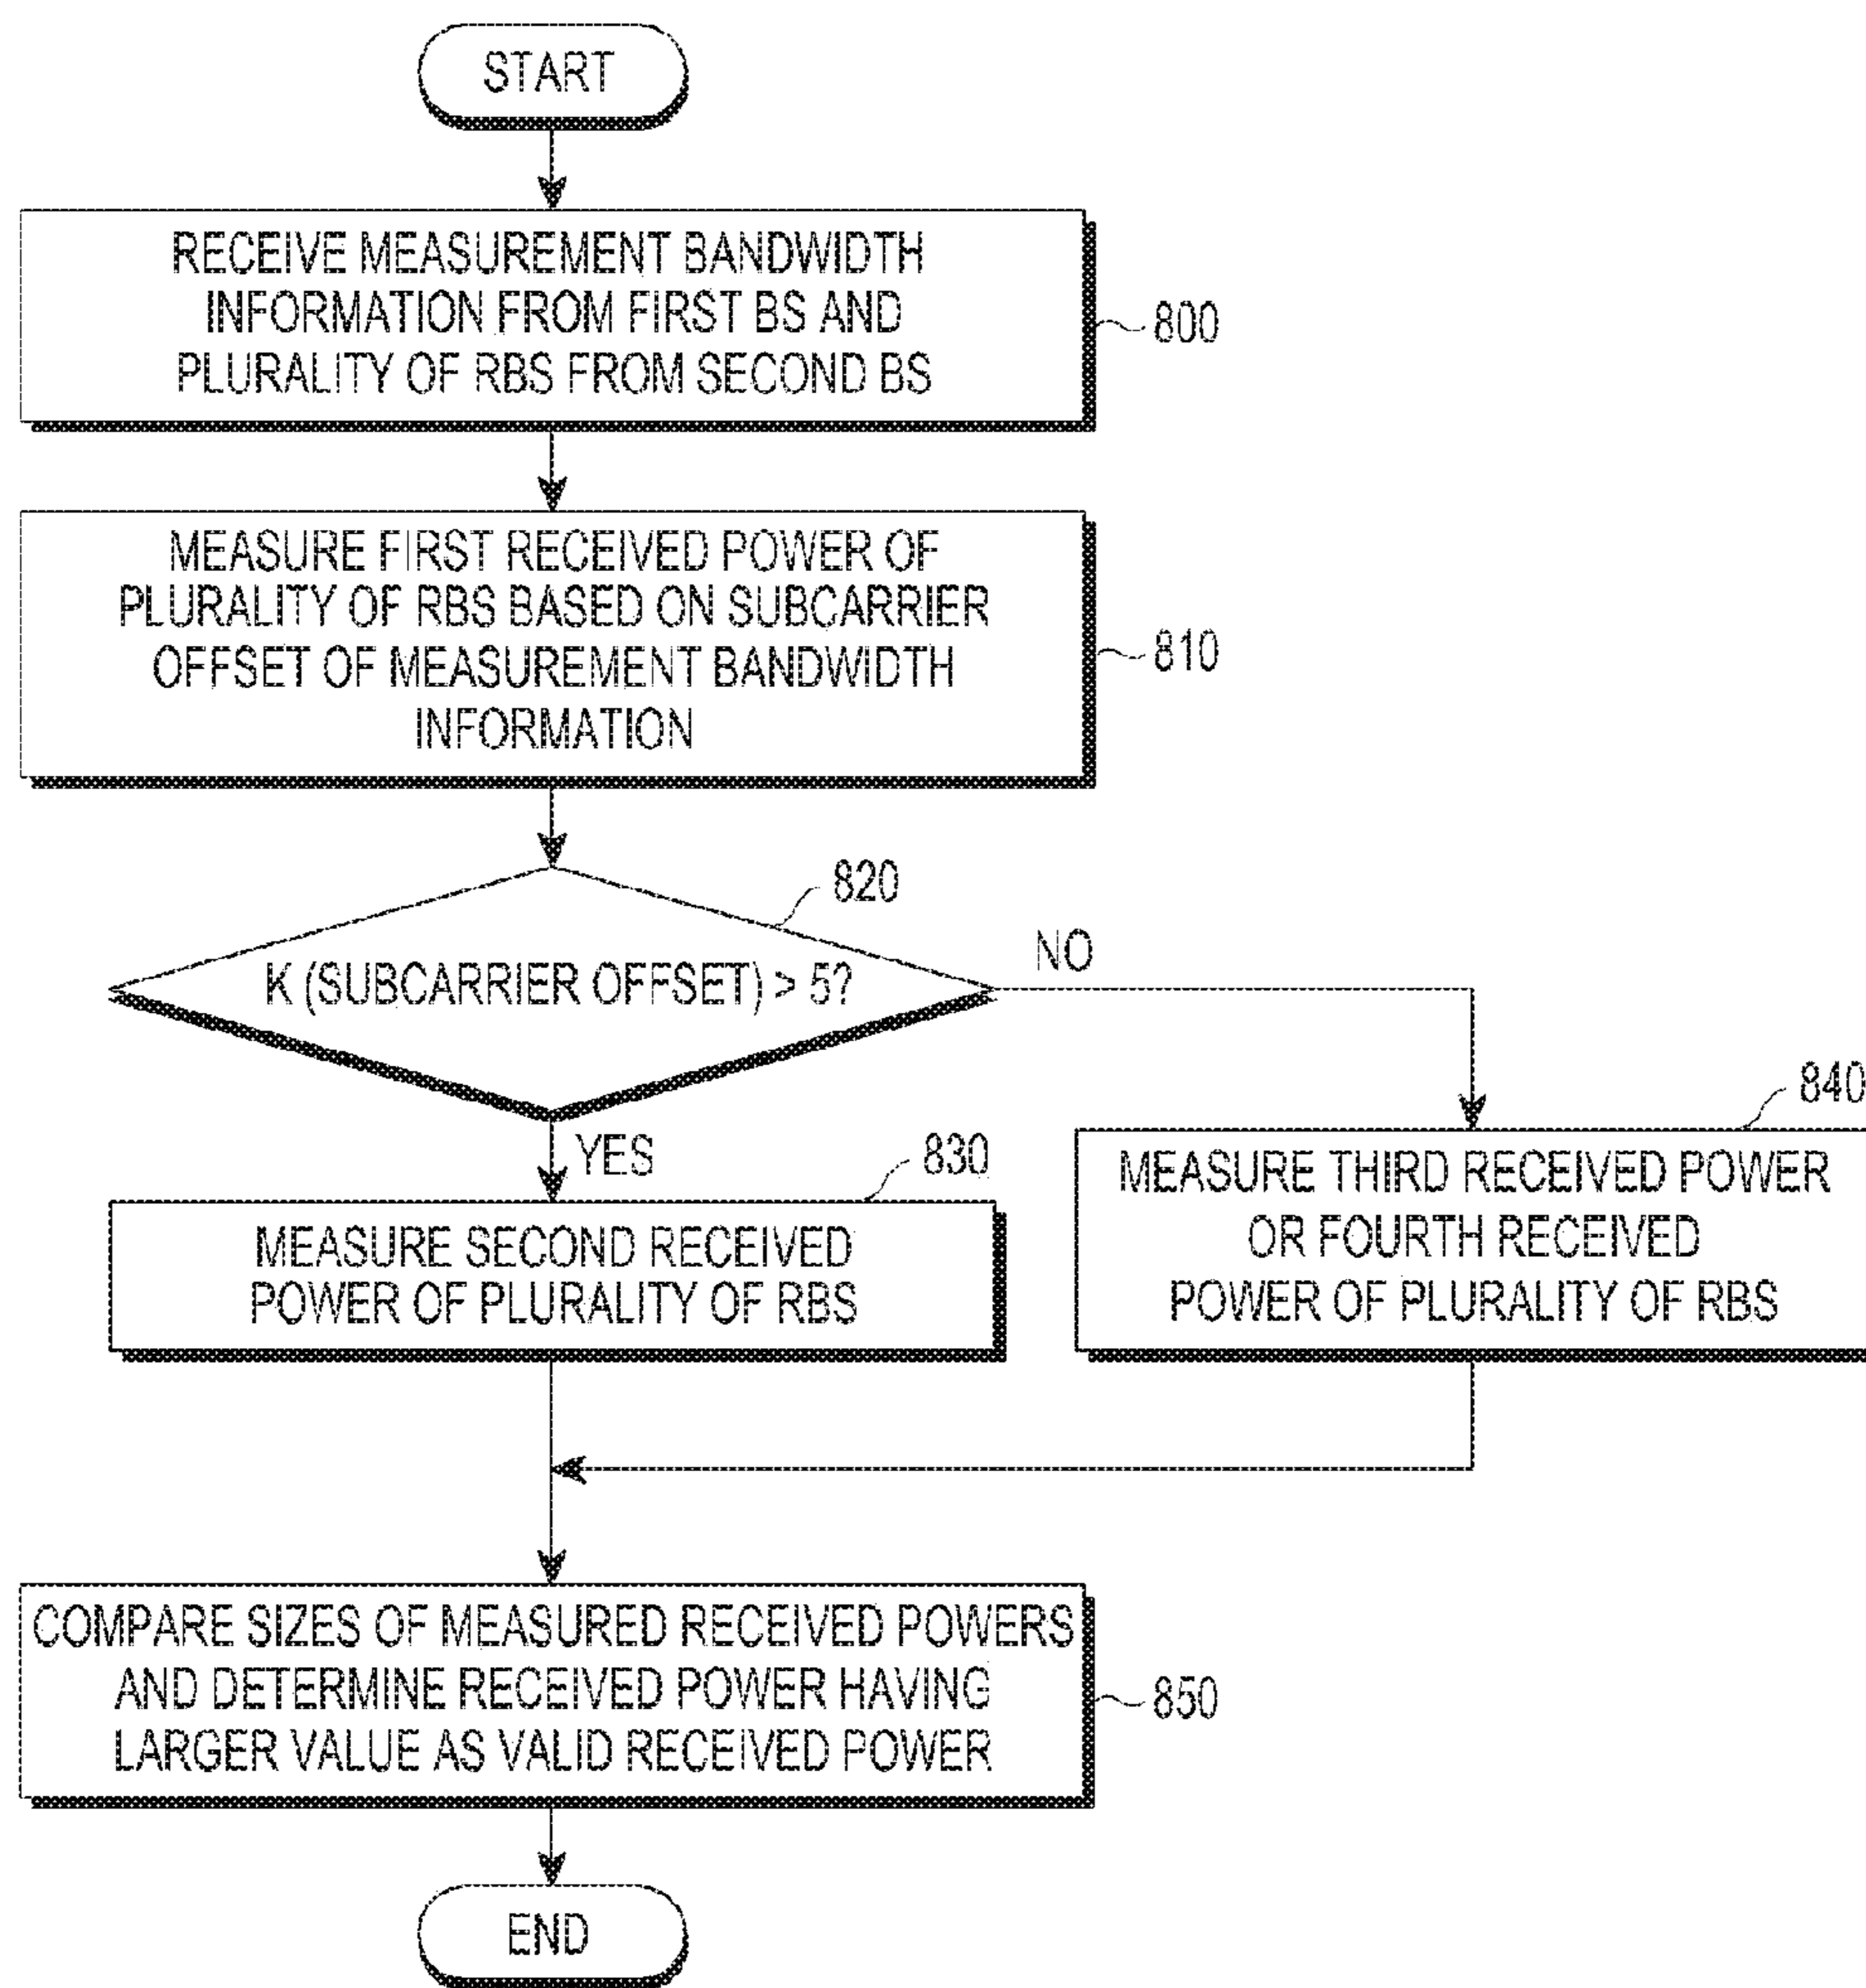 START
RECEIVE MEASUREMENT BANDWIDTH
INFORMATION FROM FIRST BS AND
PLURALITY OF RBS FROM SECOND BS
800
MEASURE FIRST RECEIVED POWER OF
PLURALITY OF RBS BASED ON SUBCARRIER
OFFSET OF MEASUREMENT BANDWIDTH
INFORMATION
810
820
K (SUBCARRIER OFFSET) > 5?
NO
YES
830
MEASURE SECOND RECEIVED
POWER OF PLURALITY OF RBS
840
MEASURE THIRD RECEIVED POWER
OR FOURTH RECEIVED
POWER OF PLURALITY OF RBS
COMPARE SIZES OF MEASURED RECEIVED POWERS
AND DETERMINE RECEIVED POWER HAVING
LARGER VALUE AS VALID RECEIVED POWER
850
END